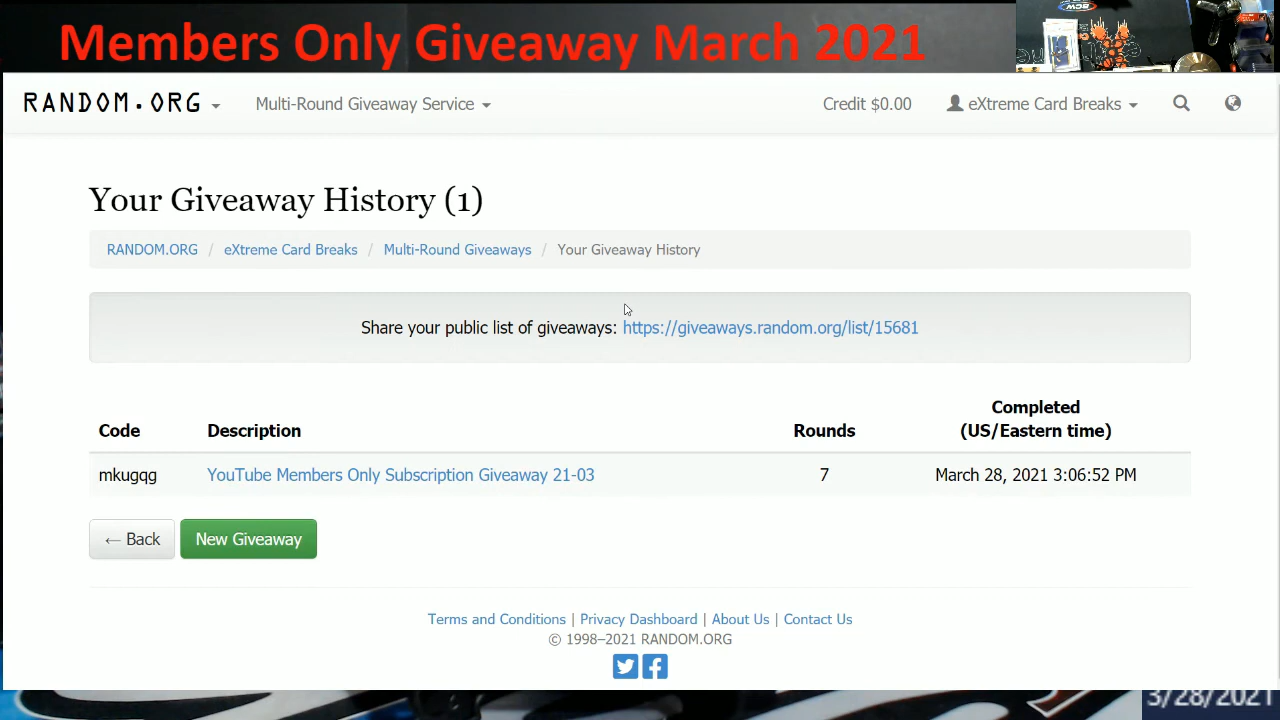 Members Only Giveaway March 2021
RANDOM.ORG Multi-Round Giveaway Service Credit $0.00 eXtreme Card Breaks
Your Giveaway History (1)
RANDOM.ORG / eXtreme Card Breaks / Multi-Round Giveaways / Your Giveaway History
Share your public list of giveaways: https://giveaways.random.org/list/15681
Completed
Code Description Rounds (US/Eastern time)
mkugqg YouTube Members Only Subscription Giveaway 21-03 7 March 28, 2021 3:06:52 PM
← Back New Giveaway
Terms and Conditions | Privacy Dashboard | About Us | Contact Us
© 1998–2021 RANDOM.ORG
3/28/2021